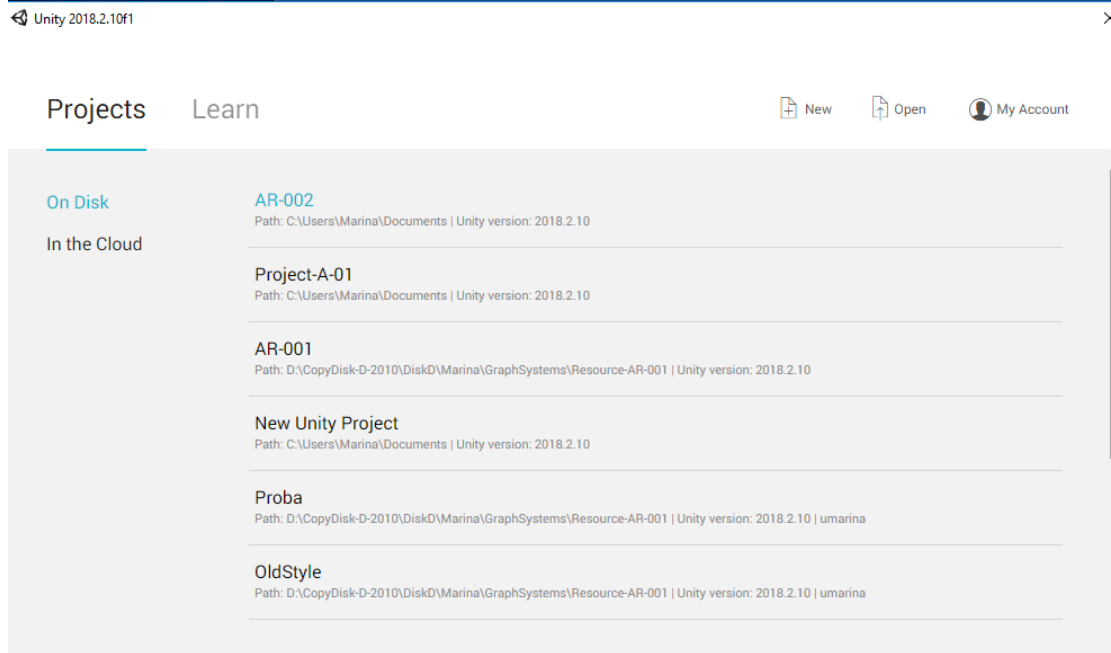 Unity 2018.2.10f1
Projects Learn New Open My Account
On Disk
In the Cloud
AR-002
Path: C:\Users\Marina\Documents | Unity version: 2018.2.10
Project-A-01
Path: C:\Users\Marina\Documents | Unity version: 2018.2.10
AR-001
Path: D:\CopyDisk-D-2010\DiskD\Marina\GraphSystems\Resource-AR-001 | Unity version: 2018.2.10
New Unity Project
Path: C:\Users\Marina\Documents | Unity version: 2018.2.10
Proba
Path: D:\CopyDisk-D-2010\DiskD\Marina\GraphSystems\Resource-AR-001 | Unity version: 2018.2.10 | umarina
OldStyle
Path: D:\CopyDisk-D-2010\DiskD\Marina\GraphSystems\Resource-AR-001 | Unity version: 2018.2.10 | umarina